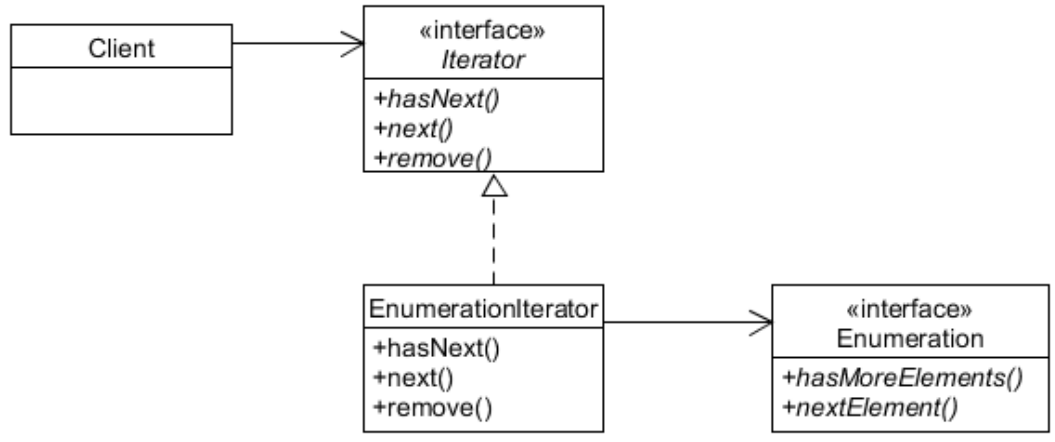 Client
«interface»
Iterator
+hasNext()
+next()
+remove()
EnumerationIterator
+hasNext()
+next()
+remove()
«interface»
Enumeration
+hasMoreElements()
+nextElement()